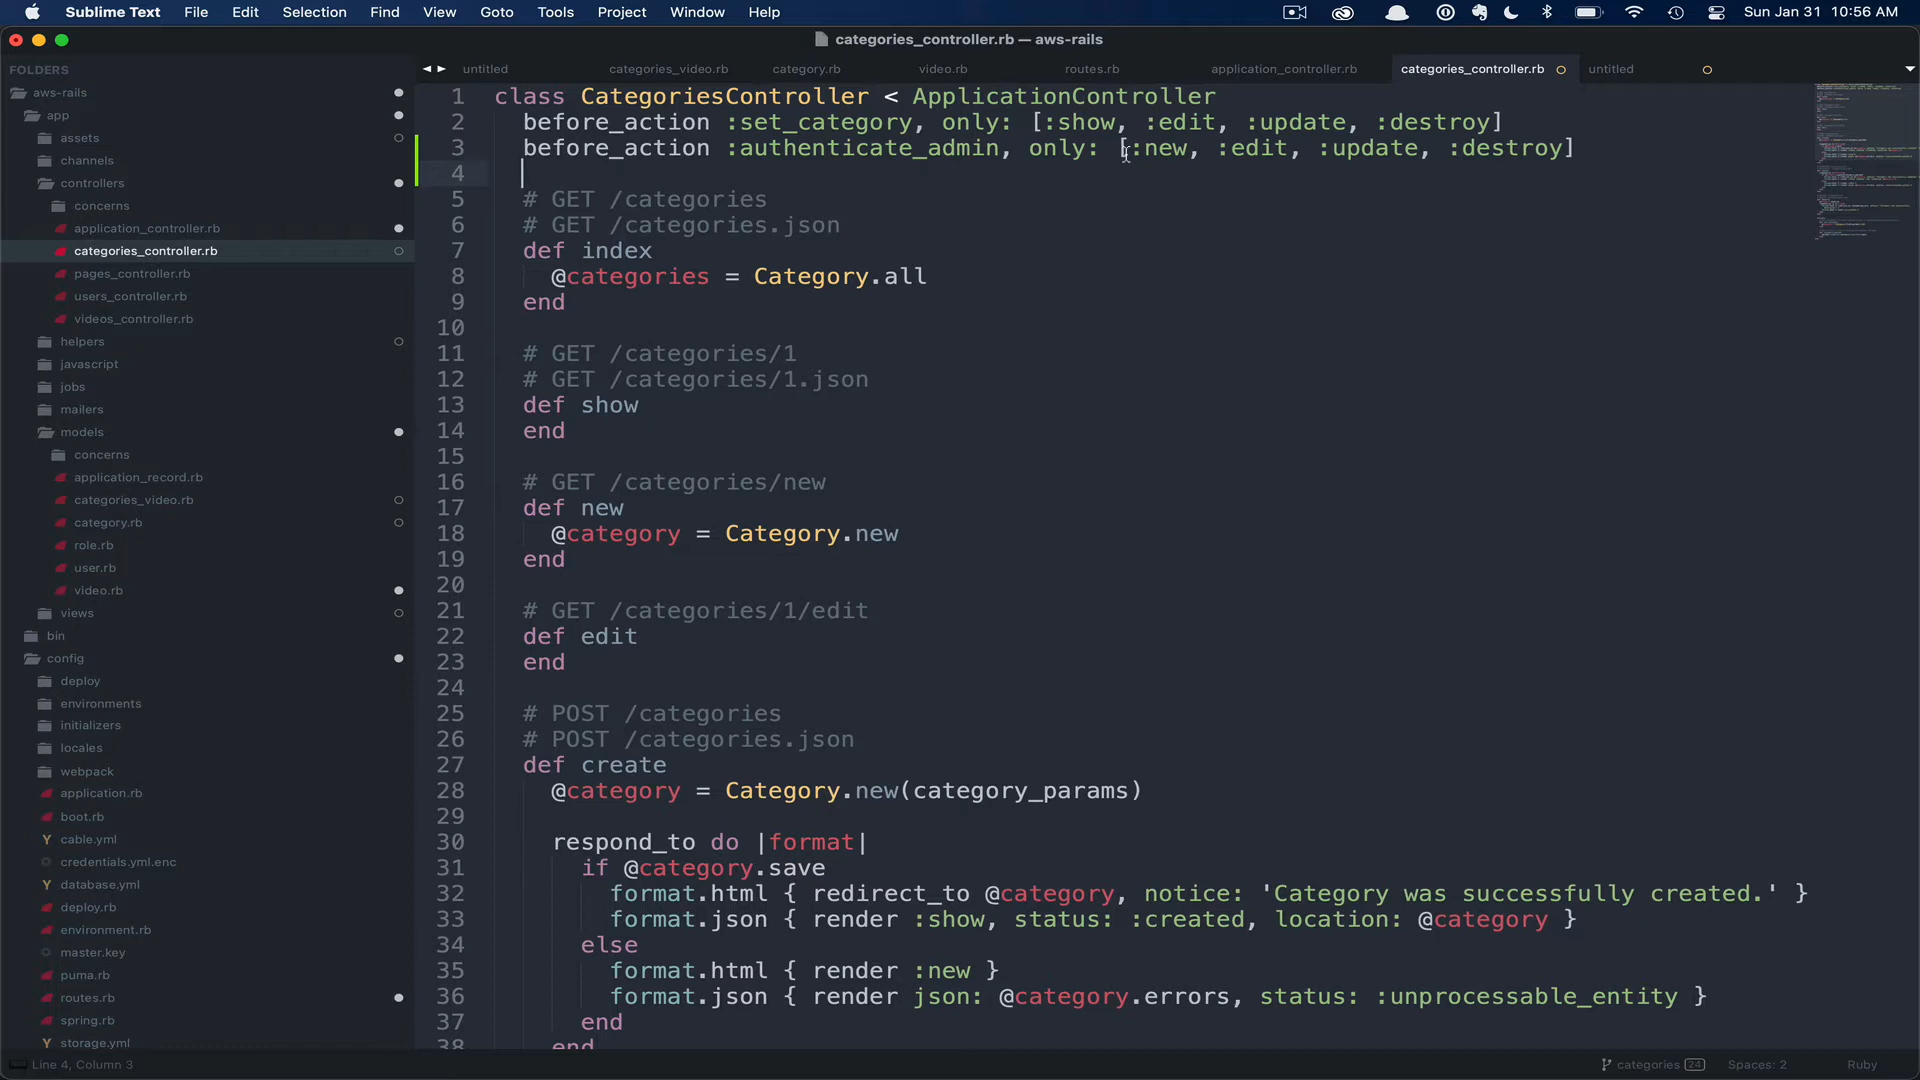 Sublime Text File Edit Selection Find View Goto Tools Project Window Help Sun Jan 31 10:56 AM
categories_controller.rb — aws-rails
FOLDERS
aws-rails
app
assets
channels
controllers
concerns
application_controller.rb
categories_controller.rb
pages_controller.rb
users_controller.rb
videos_controller.rb
helpers
javascript
jobs
mailers
models
concerns
application_record.rb
categories_video.rb
category.rb
role.rb
user.rb
video.rb
views
bin
config
deploy
environments
initializers
locales
webpack
application.rb
boot.rb
Y cable.yml
credentials.yml.enc
Y database.yml
deploy.rb
environment.rb
master.key
puma.rb
routes.rb
spring.rb
Y storage.yml
untitled categories_video.rb category.rb video.rb routes.rb application_controller.rb categories_controller.rb untitled
1 class CategoriesController < ApplicationController
2 before_action :set_category, only: [:show, :edit, :update, :destroy]
3 before_action :authenticate_admin, only: [:new, :edit, :update, :destroy]
4
5 # GET /categories
6 # GET /categories.json
7 def index
8 @categories = Category.all
9 end
10
11 # GET /categories/1
12 # GET /categories/1.json
13 def show
14 end
15
16 # GET /categories/new
17 def new
18 @category = Category.new
19 end
20
21 # GET /categories/1/edit
22 def edit
23 end
24
25 # POST /categories
26 # POST /categories.json
27 def create
28 @category = Category.new(category_params)
29
30 respond_to do |format|
31 if @category.save
32 format.html { redirect_to @category, notice: 'Category was successfully created.' }
33 format.json { render :show, status: :created, location: @category }
34 else
35 format.html { render :new }
36 format.json { render json: @category.errors, status: :unprocessable_entity }
37 end
38 end
Line 4, Column 3 categories 24 Spaces: 2 Ruby